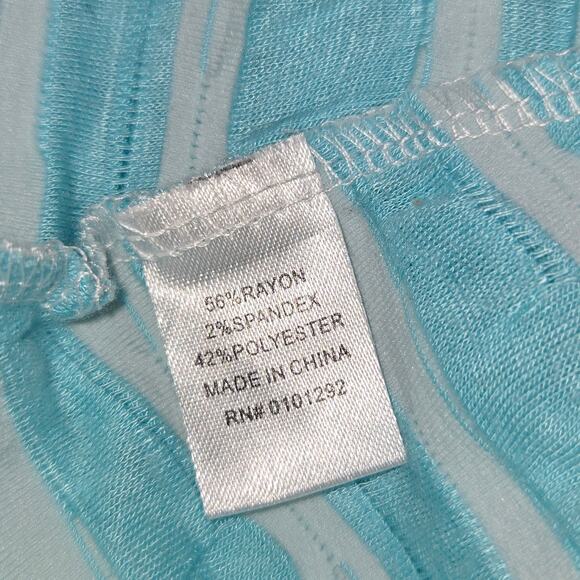 56%RAYON
2%SPANDEX
42%POLYESTER
MADE IN CHINA
RN# 0101292